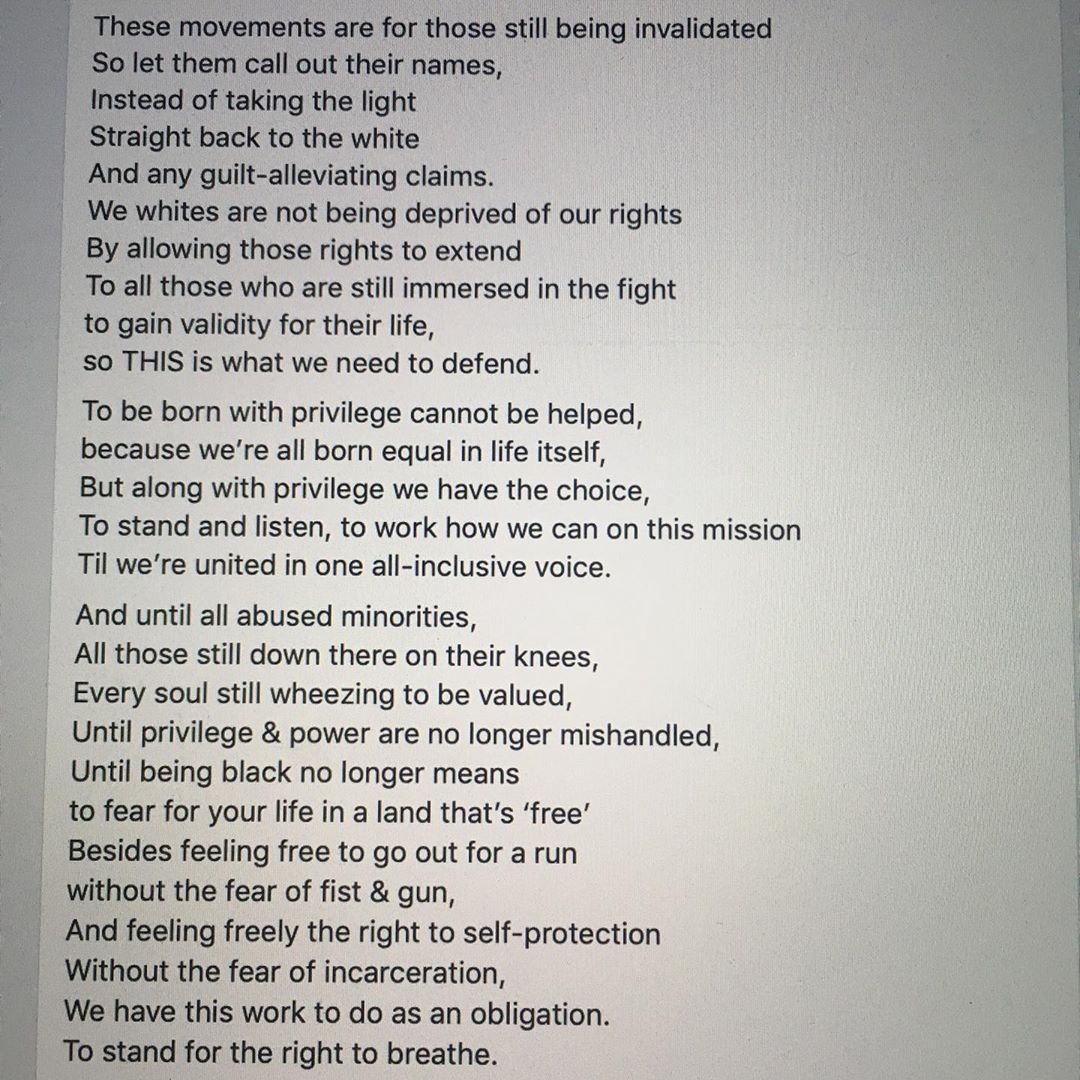 These movements are for those still being invalidated
So let them call out their names,
Instead of taking the light
Straight back to the white
And any guilt-alleviating claims.
We whites are not being deprived of our rights
By allowing those rights to extend
To all those who are still immersed in the fight
to gain validity for their life,
so THIS is what we need to defend.
To be born with privilege cannot be helped,
because we’re all born equal in life itself,
But along with privilege we have the choice,
To stand and listen, to work how we can on this mission
Til we’re united in one all-inclusive voice.
And until all abused minorities,
All those still down there on their knees,
Every soul still wheezing to be valued,
Until privilege & power are no longer mishandled,
Until being black no longer means
to fear for your life in a land that’s ‘free’
Besides feeling free to go out for a run
without the fear of fist & gun,
And feeling freely the right to self-protection
Without the fear of incarceration,
We have this work to do as an obligation.
To stand for the right to breathe.